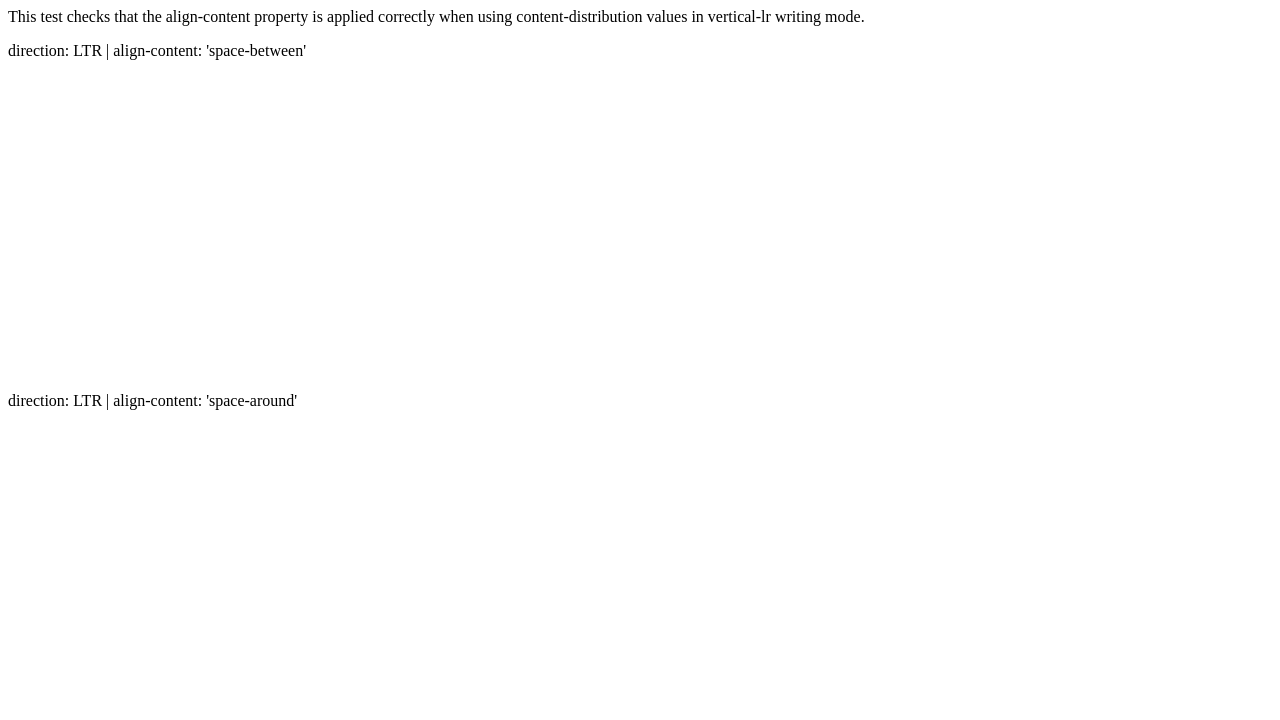 This test checks that the align-content property is applied correctly when using content-distribution values in vertical-lr writing mode.
direction: LTR | align-content: 'space-between'
direction: LTR | align-content: 'space-around'